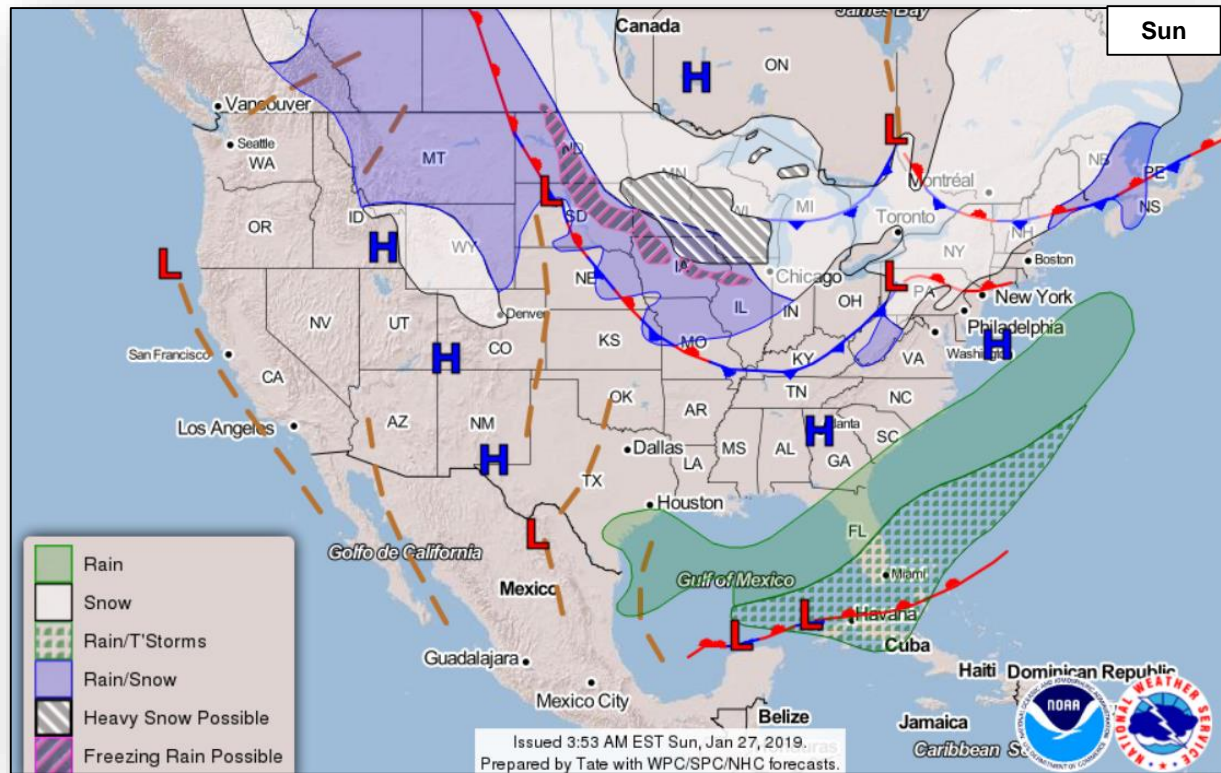 James Bay
Sun
Canada
H
ON
Vancouver
Seattle
WA
MT
ND
MN
L
Montréal
NB
PE
NS
OR
ID
WY
SD
L
WI
MI
Toronto
NY
NH
Boston
L
H
NE
IA
Chicago
L
PA
New York
Philadelphia
NV
UT
Denver
IL
IN
OH
San Francisco
CA
H
CO
KS
MO
KY
VA
Washington
H
AZ
NM
OK
TN
NC
Los Angeles
H
Dallas
AR
MS
AL
H
Atlanta
GA
SC
TX
LA
Houston
L
FL
Golfo de California
Mexico
Gulf of Mexico
Miami
L
L
Havana
Cuba
Guadalajara
Mexico City
Haiti
Dominican Republic
Belize
Jamaica
Caribbean
Rain
Snow
Rain/T'Storms
Rain/Snow
Heavy Snow Possible
Freezing Rain Possible
Issued 3:53 AM EST Sun, Jan 27, 2019.
Prepared by Tate with WPC/SPC/NHC forecasts.
NOAA
NATIONAL WEATHER SERVICE